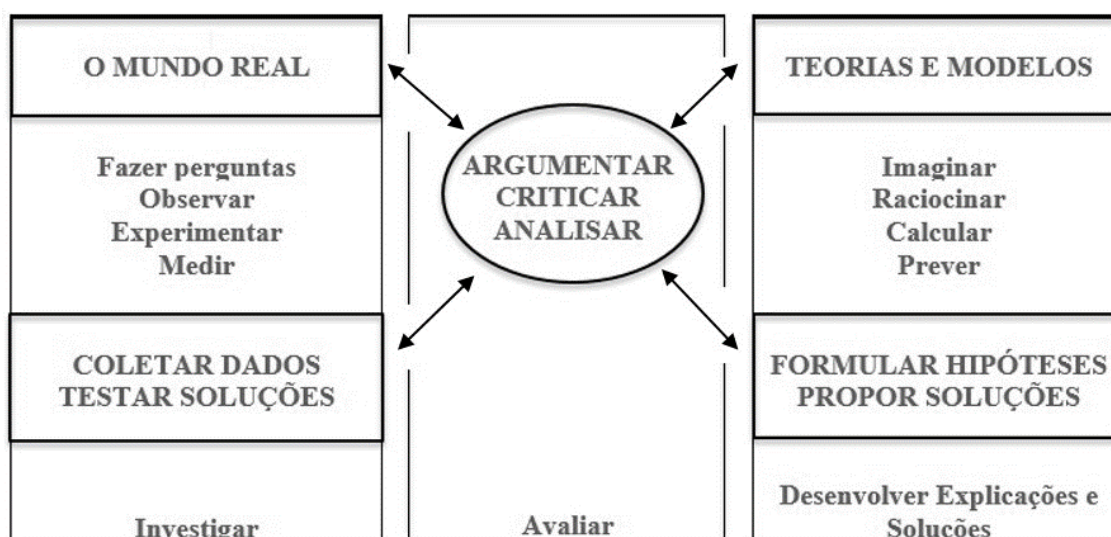 O MUNDO REAL
Fazer perguntas
Observar
Experimentar
Medir
COLETAR DADOS
TESTAR SOLUÇÕES
Investigar
ARGUMENTAR
CRITICAR
ANALISAR
Avaliar
TEORIAS E MODELOS
Imaginar
Raciocinar
Calcular
Prever
FORMULAR HIPÓTESES
PROPOR SOLUÇÕES
Desenvolver Explicações e
Soluções